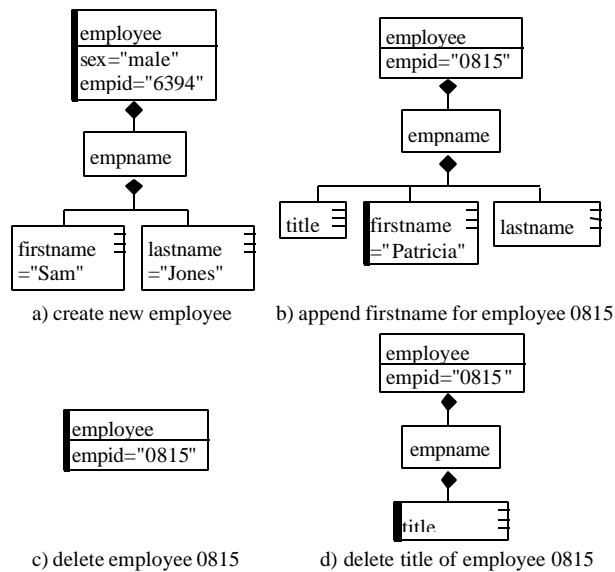 employee
sex="male"
empid="6394"
empname
firstname
="Sam"
lastname
="Jones"
a) create new employee
employee
empid="0815"
empname
title
firstname
="Patricia"
lastname
b) append firstname for employee 0815
employee
empid="0815"
c) delete employee 0815
employee
empid="0815"
empname
title
d) delete title of employee 0815